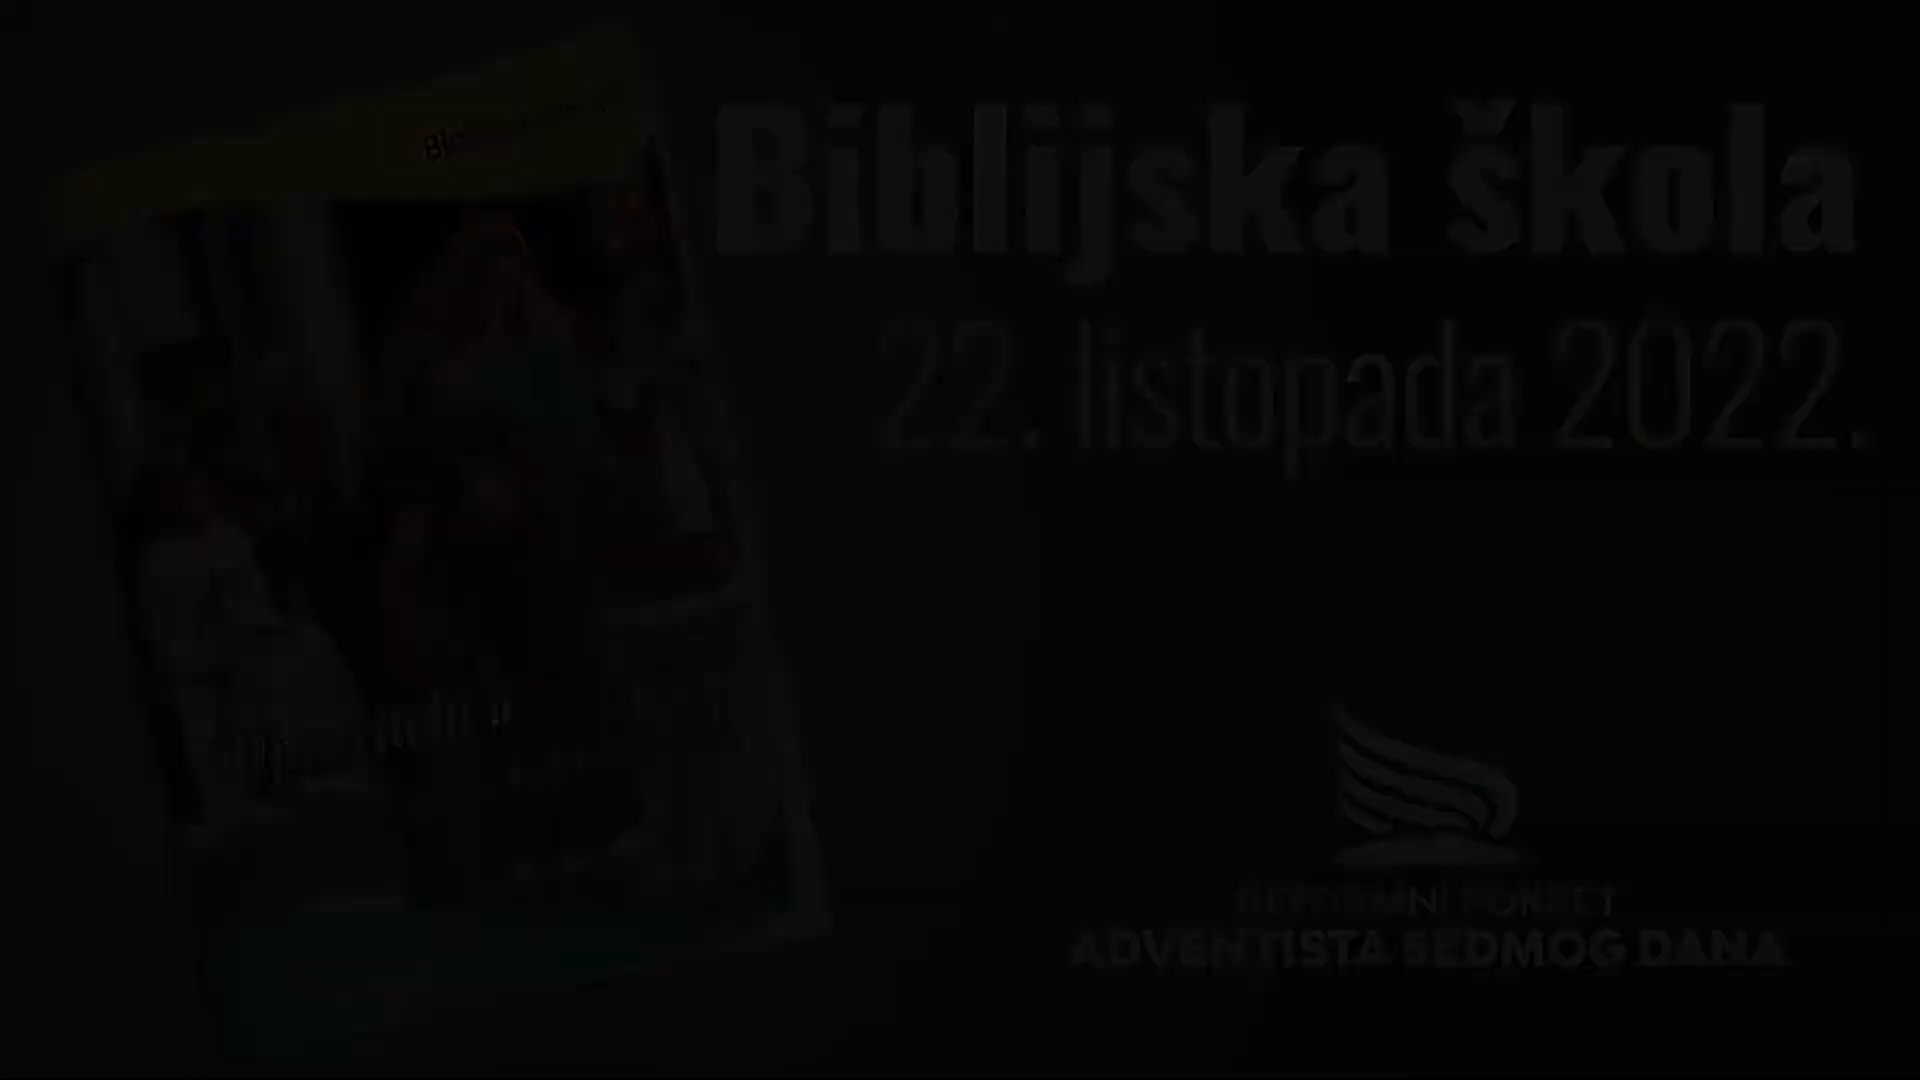 Biblijska škola
22. listopada 2022.
REFORMNI POKRET
ADVENTISTA SEDMOG DANA